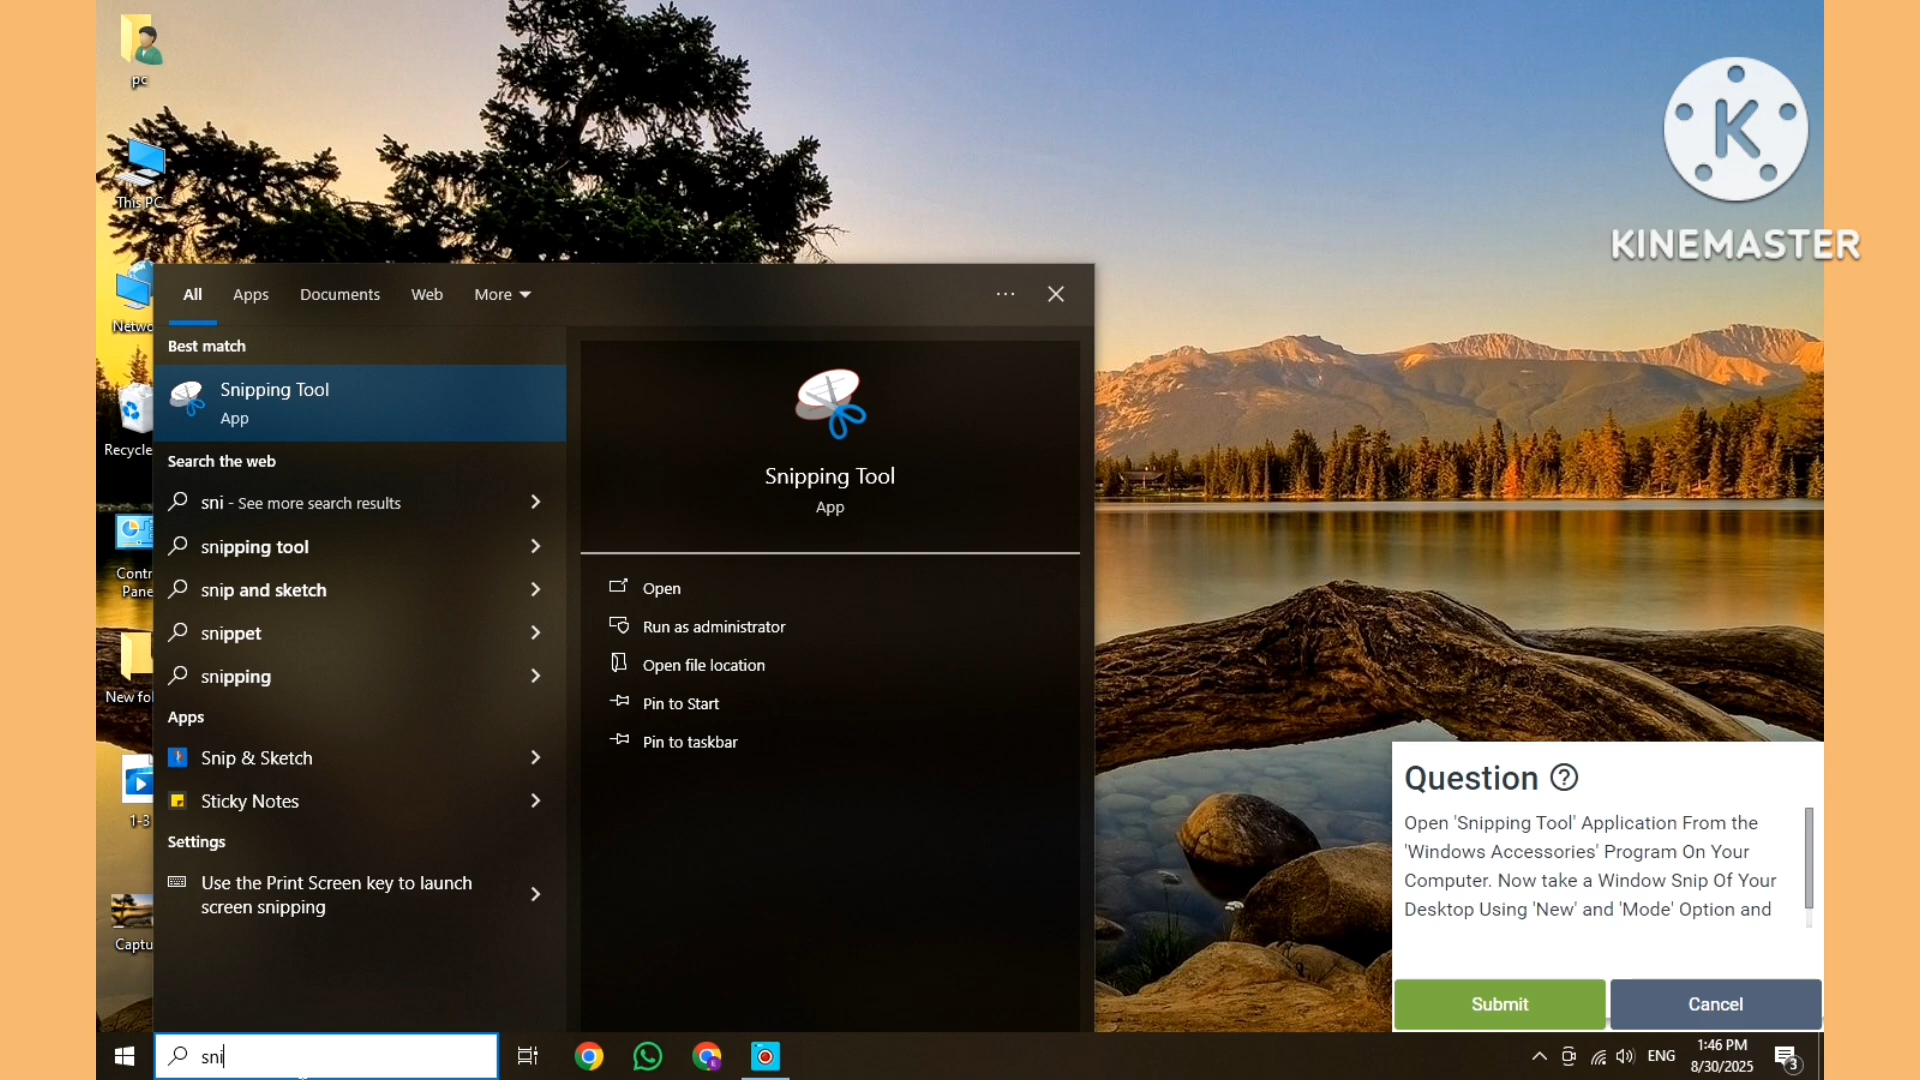 pc
This PC
Netwo
Recycle
Contr
Pane
New fol
1-3
Captu
K
KINEMASTER
All Apps Documents Web More ...
Best match
Snipping Tool
App
Search the web
sni - See more search results
snipping tool
snip and sketch
snippet
snipping
Apps
Snip & Sketch
Sticky Notes
Settings
Use the Print Screen key to launch
screen snipping
Snipping Tool
App
Open
Run as administrator
Open file location
Pin to Start
Pin to taskbar
Question ?
Open 'Snipping Tool' Application From the
'Windows Accessories' Program On Your
Computer. Now take a Window Snip Of Your
Desktop Using 'New' and 'Mode' Option and
Submit Cancel
sni
E
ENG
1:46 PM
8/30/2025
3